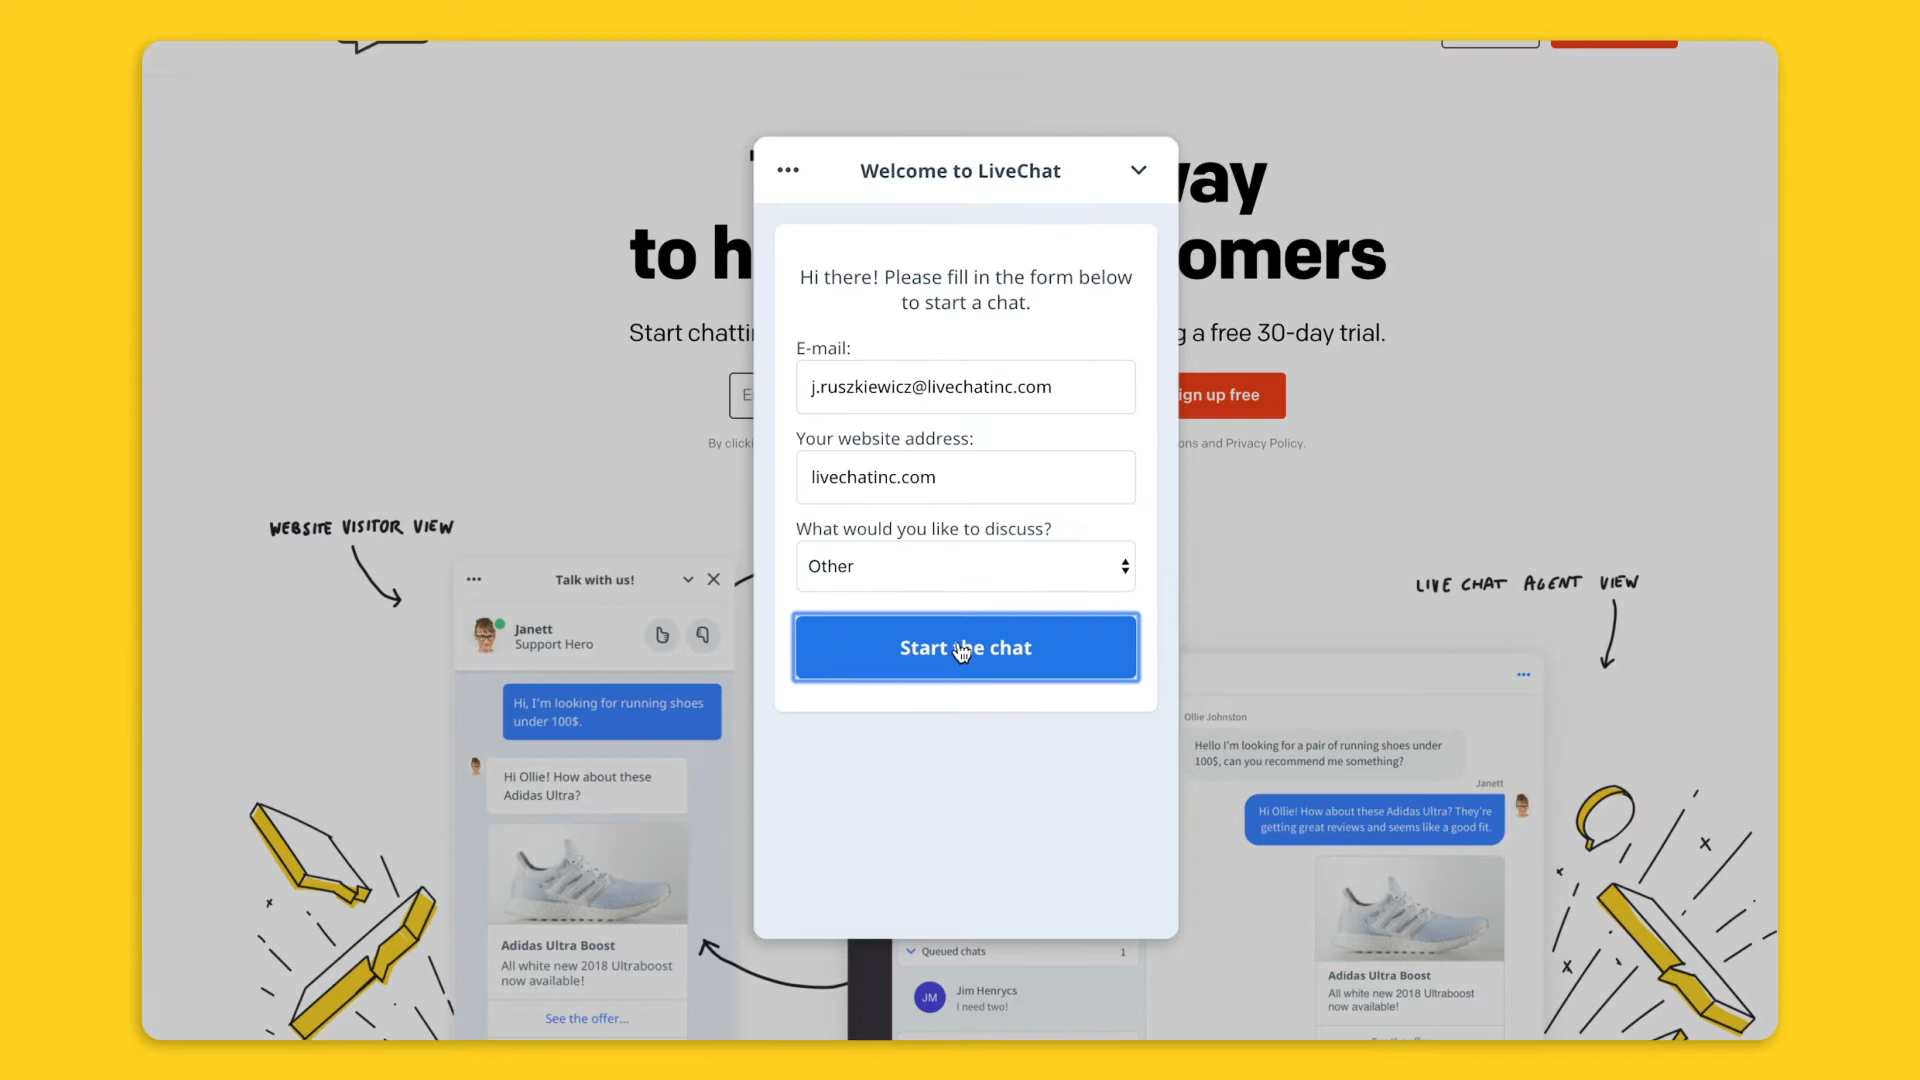 Welcome to LiveChat
Hi there! Please fill in the form below
to start a chat.
E-mail:
j.ruszkiewicz@livechatinc.com
Your website address:
livechatinc.com
What would you like to discuss?
Other
Start the chat
to h
omers
Start
a free 30-day trial.
ign up free
By
and Privacy Policy.
WEBSITE VISITOR VIEW
Talk with us!
Janett
Support Hero
Hi, I'm looking for running shoes
under 100$.
Hi Ollie! How about these
Adidas Ultra?
Adidas Ultra Boost
All white new 2018 Ultraboost
now available!
See the offer...
Queued chats 1
JM
Jim Henrycs
I need two!
LIVE CHAT AGENT VIEW
Ollie Johnston
Hello I'm looking for a pair of running shoes under
100$, can you recommend me something?
Janett
Hi Ollie! How about these Adidas Ultra? They're
getting great reviews and seems like a good fit.
Adidas Ultra Boost
All white new 2018 Ultraboost
now available!